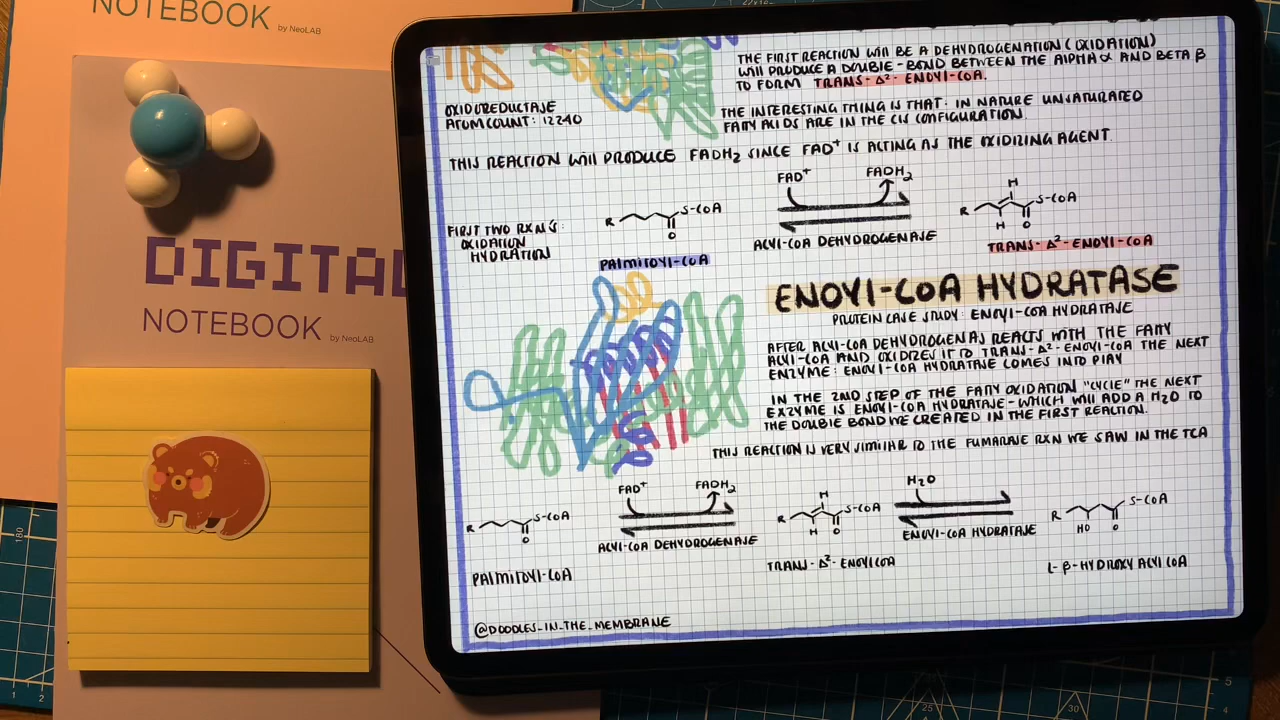 NOTEBOOK by NeoLAB
DIGITAL
NOTEBOOK by NeoLAB
THE FIRST REACTION WILL BE A DEHYDROGENATION (OXIDATION)
WILL PRODUCE A DOUBLE-BOND BETWEEN THE ALPHA α AND BETA β
TO FORM TRANS-Δ²-ENOYL-COA.
OXIDOREDUCTASE
ATOM COUNT: 12240
THE INTERESTING THING IS THAT: IN NATURE UNSATURATED
FATTY ACIDS ARE IN THE CIS CONFIGURATION.
THIS REACTION WILL PRODUCE FADH₂ SINCE FAD⁺ IS ACTING AS THE OXIDIZING AGENT.
FIRST TWO RXN'S:
OXIDATION
HYDRATION
R S-COA
O
PALMITOYL-COA
FAD⁺ FADH₂
ACYL-COA DEHYDROGENASE
H
R S-COA
H O
TRANS-Δ²-ENOYL-COA
ENOYL-COA HYDRATASE
PROTEIN CASE STUDY: ENOYL-COA HYDRATASE
AFTER ACYL-COA DEHYDROGENAS REACTS WITH THE FATTY
ACYL-COA AND OXIDIZES IT TO TRANS-Δ²-ENOYL-COA THE NEXT
ENZYME: ENOYL-COA HYDRATASE COMES INTO PLAY
IN THE 2ND STEP OF THE FATTY OXIDATION "CYCLE" THE NEXT
EXZYME IS ENOYL-COA HYDRATASE-WHICH WILL ADD A H₂O TO
THE DOUBLE BOND WE CREATED IN THE FIRST REACTION.
THIS REACTION IS VERY SIMILAR TO THE FUMARASE RXN WE SAW IN THE TCA
R S-COA
O
PALMITOYL-COA
FAD⁺ FADH₂
ACYL-COA DEHYDROGENASE
H
R S-COA
H O
TRANS-Δ²-ENOYLCOA
H₂O
ENOYL-COA HYDRATASE
R S-COA
HO O
L-β-HYDROXY ACYL COA
@DOODLES_IN_THE_MEMBRANE
180
1 2
25
30
5